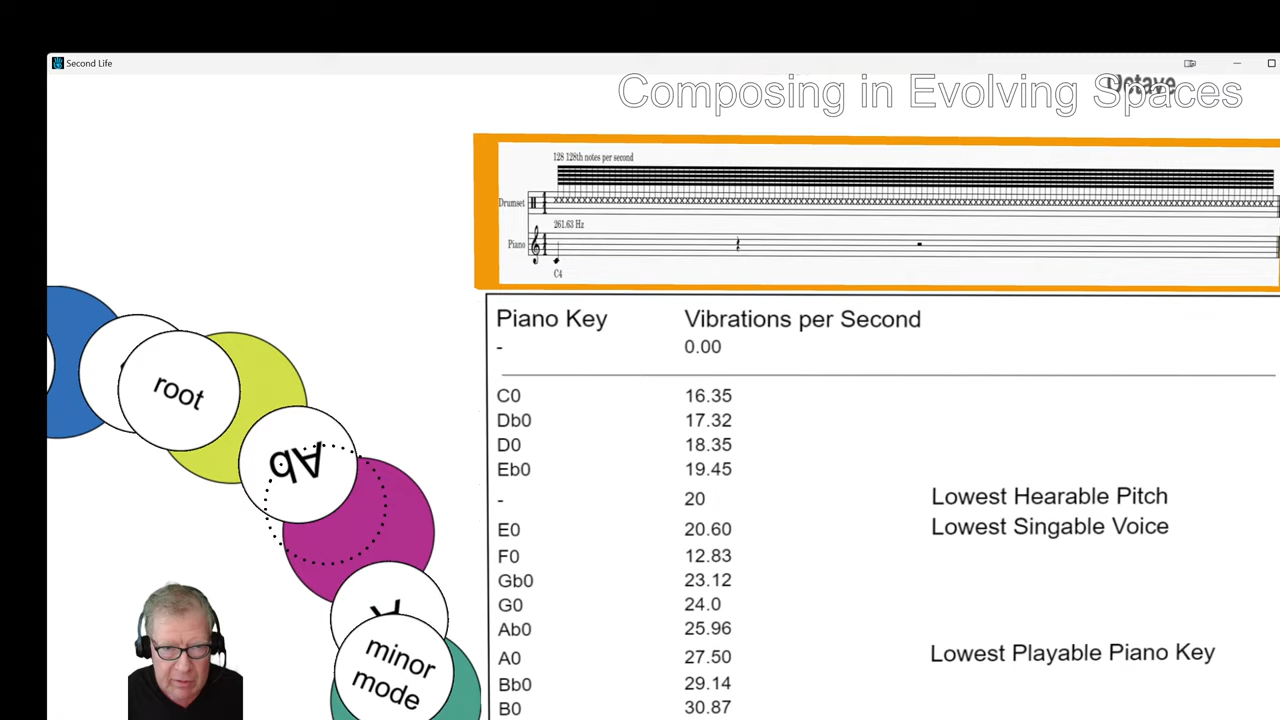 Second Life
Composing in Evolving Spaces
Octave
128 128th notes per second
Drumset
261.63 Hz
Piano
C4
Piano Key Vibrations per Second
- 0.00
C0 16.35
Db0 17.32
D0 18.35
Eb0 19.45
- 20 Lowest Hearable Pitch
Lowest Singable Voice
E0 20.60
F0 12.83
Gb0 23.12
G0 24.0
Ab0 25.96
A0 27.50 Lowest Playable Piano Key
Bb0 29.14
B0 30.87
root
Ab
minor
mode